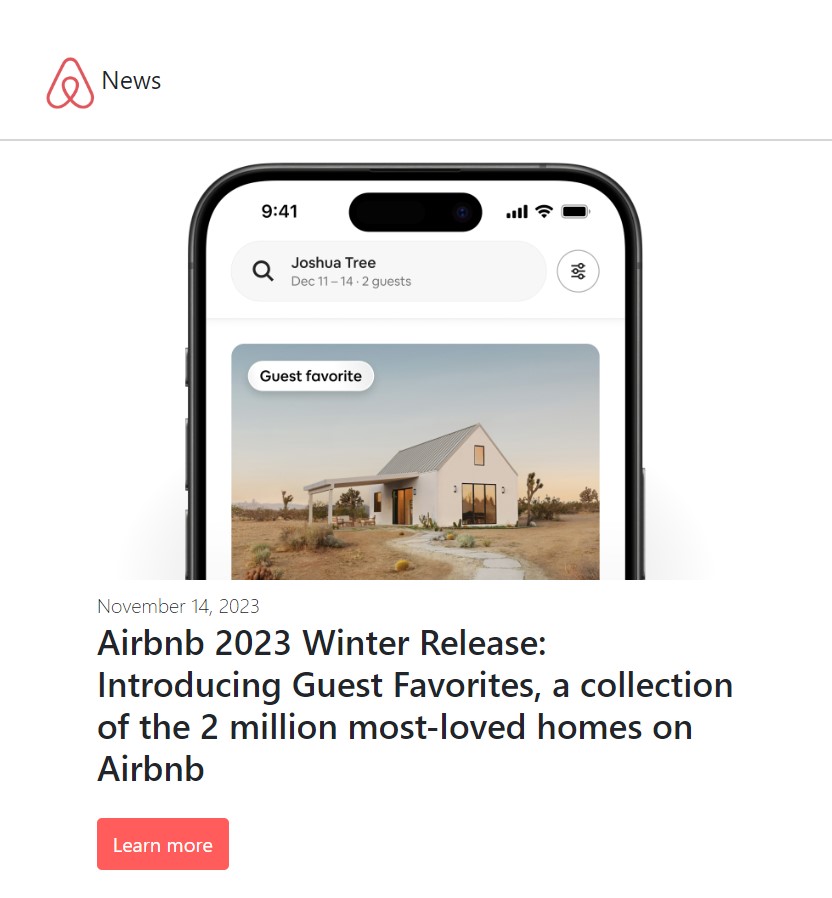 News
9:41
Joshua Tree
Dec 11 – 14 · 2 guests
Guest favorite
November 14, 2023
Airbnb 2023 Winter Release:
Introducing Guest Favorites, a collection
of the 2 million most-loved homes on
Airbnb
Learn more